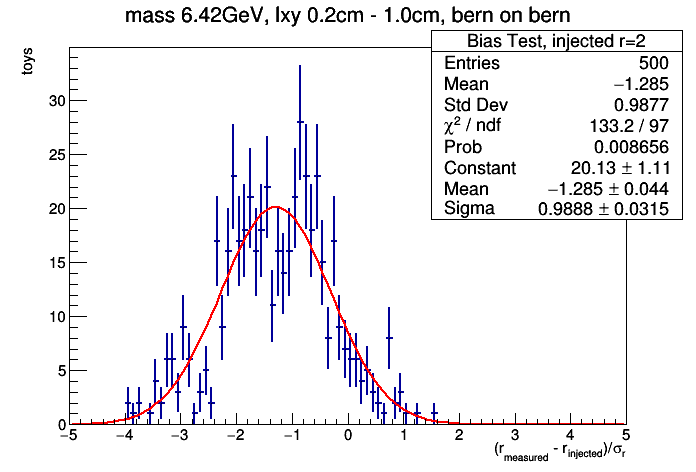 mass 6.42GeV, lxy 0.2cm - 1.0cm, bern on bern
Bias Test, injected r=2
Entries 500
Mean −1.285
Std Dev 0.9877
χ² / ndf 133.2 / 97
Prob 0.008656
Constant 20.13 ± 1.11
Mean −1.285 ± 0.044
Sigma 0.9888 ± 0.0315
toys
30
25
20
15
10
5
0
−5 −4 −3 −2 −1 0 1 2 3 4 5
(r_measured - r_injected)/σ_r